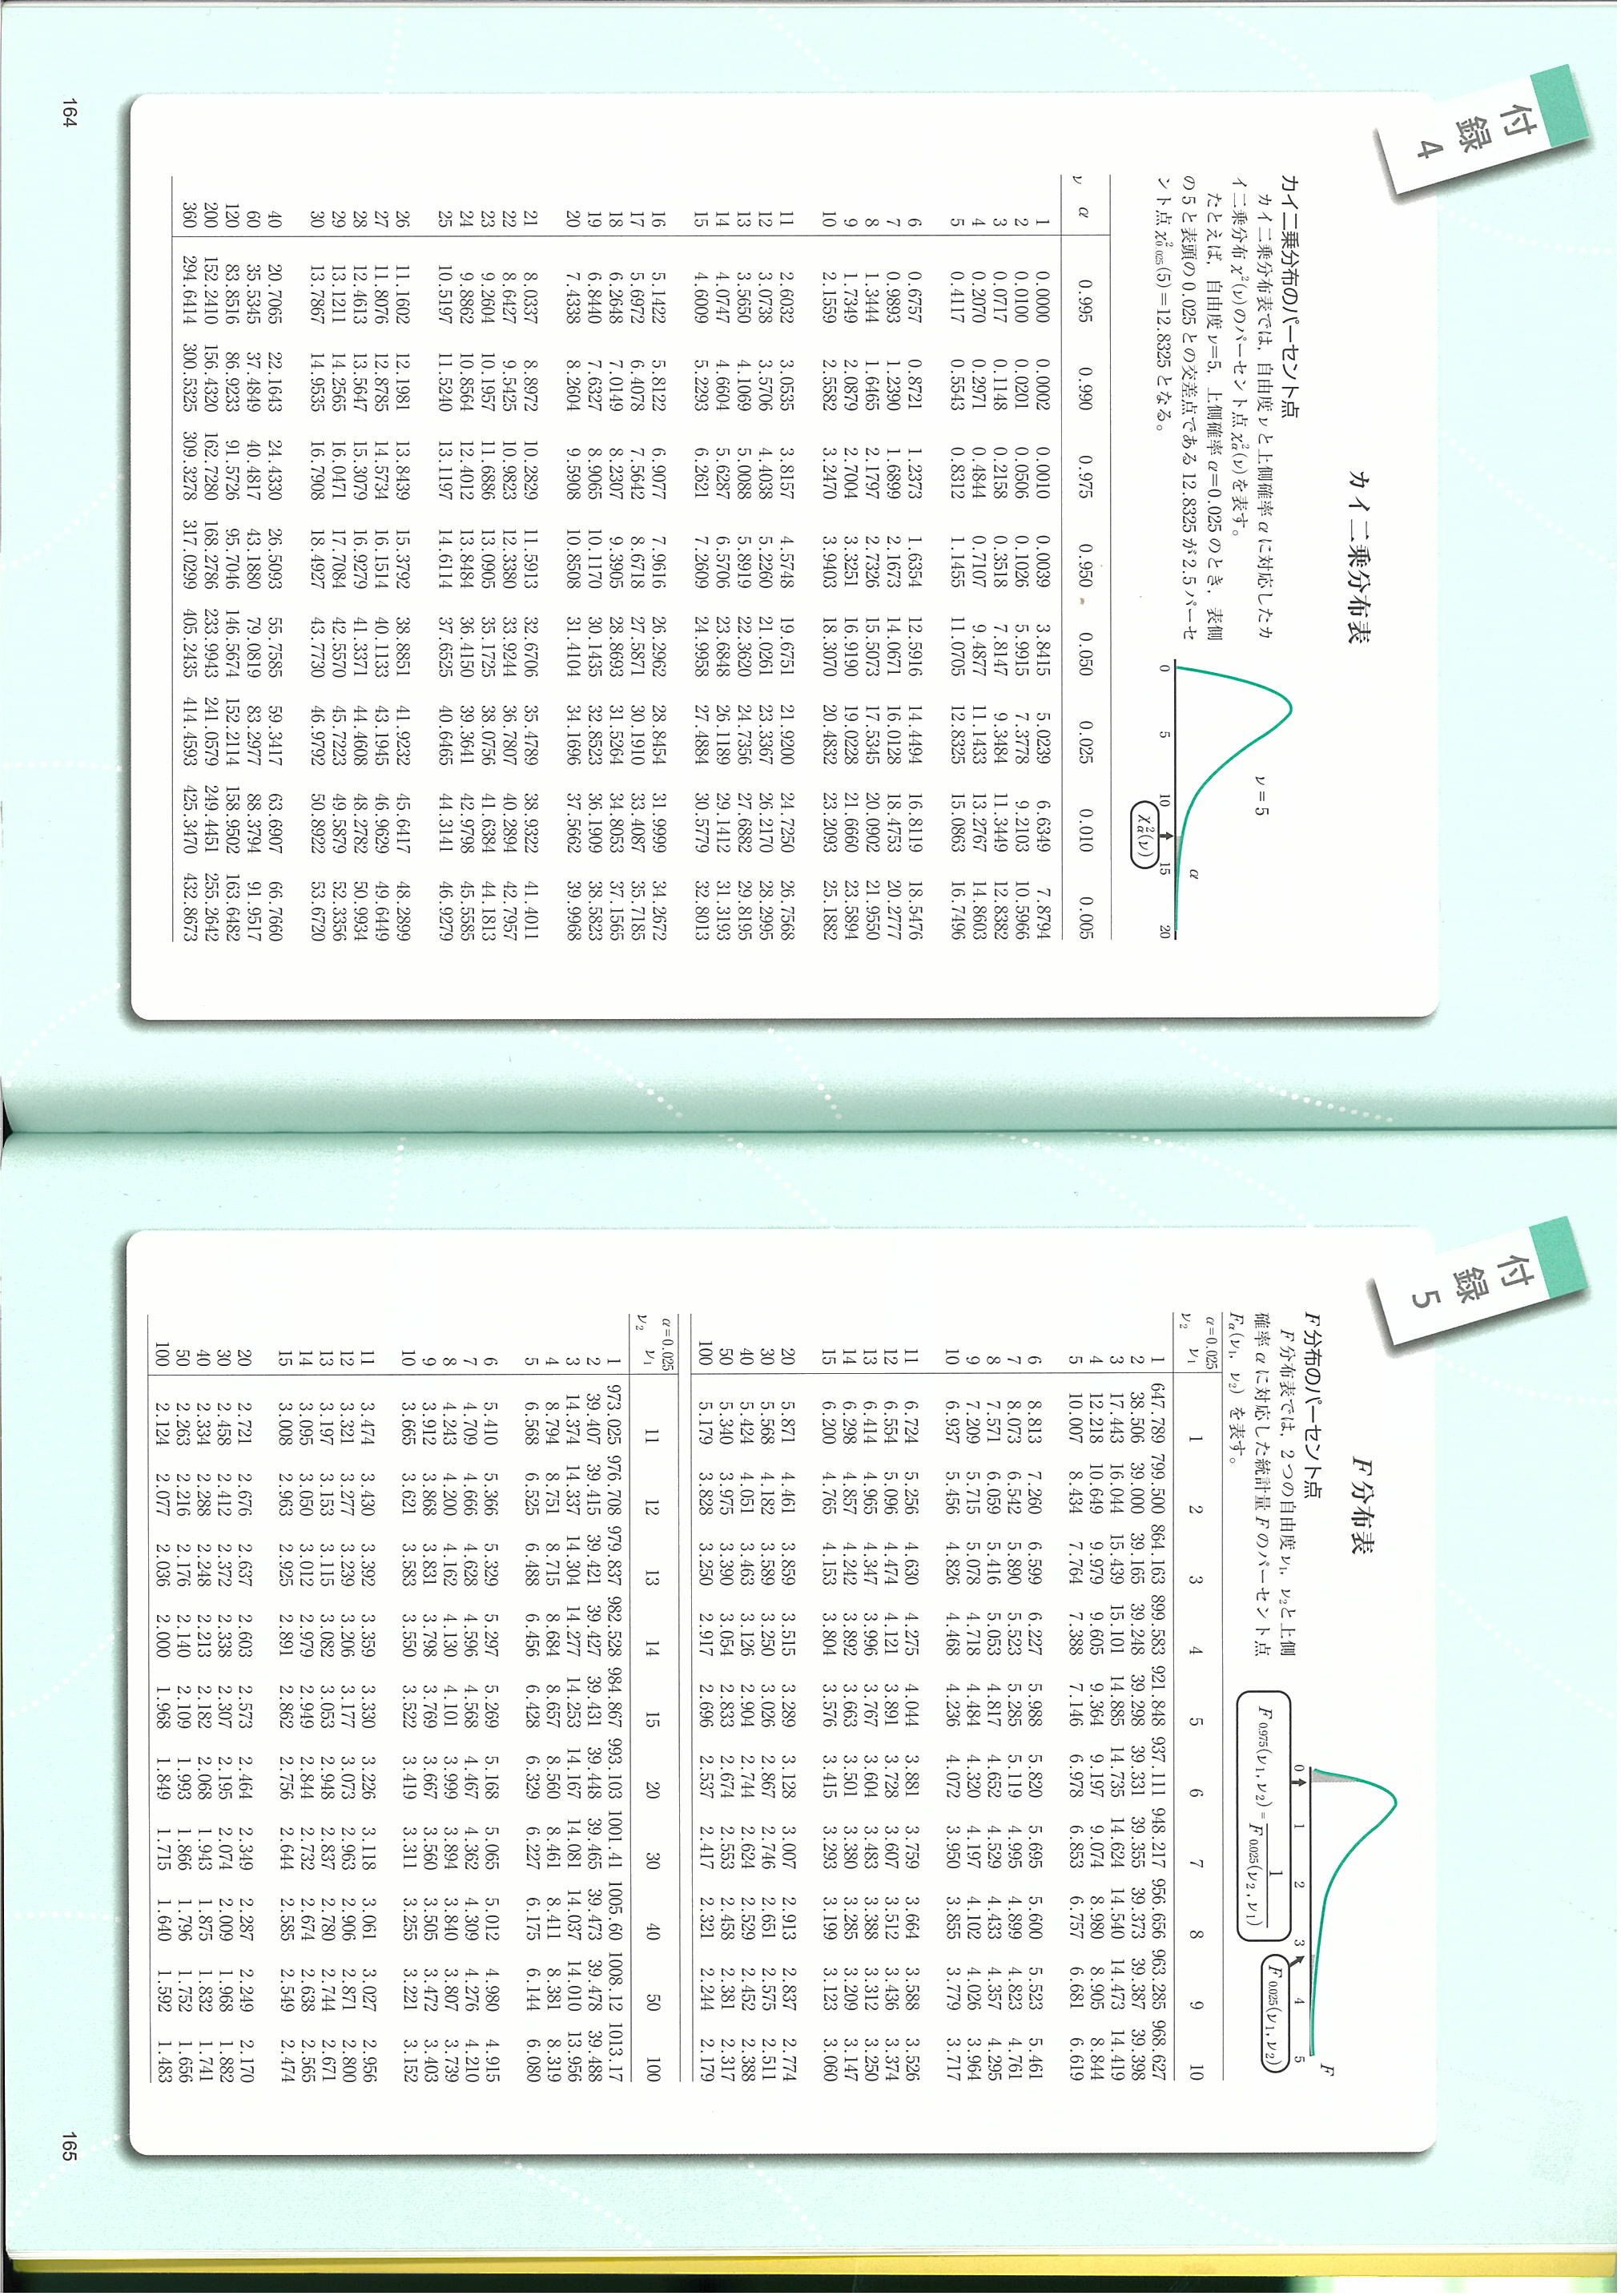 付録4
カイ二乗分布表
カイ二乗分布のパーセント点
カイ二乗分布表では，自由度νと上側確率αに対応したカ
イ二乗分布χ²(ν)のパーセント点χ²α(ν)を表す。
たとえば，自由度ν=5，上側確率α=0.025のとき，表側
の5と表頭の0.025との交差点である12.8325が2.5パーセ
ント点χ²0.025(5)=12.8325となる。
ν=5
α
0 5 10 15 20
χ²α(ν)
ν α 0.995 0.990 0.975 0.950 0.050 0.025 0.010 0.005
1 0.0000 0.0002 0.0010 0.0039 3.8415 5.0239 6.6349 7.8794
2 0.0100 0.0201 0.0506 0.1026 5.9915 7.3778 9.2103 10.5966
3 0.0717 0.1148 0.2158 0.3518 7.8147 9.3484 11.3449 12.8382
4 0.2070 0.2971 0.4844 0.7107 9.4877 11.1433 13.2767 14.8603
5 0.4117 0.5543 0.8312 1.1455 11.0705 12.8325 15.0863 16.7496
6 0.6757 0.8721 1.2373 1.6354 12.5916 14.4494 16.8119 18.5476
7 0.9893 1.2390 1.6899 2.1673 14.0671 16.0128 18.4753 20.2777
8 1.3444 1.6465 2.1797 2.7326 15.5073 17.5345 20.0902 21.9550
9 1.7349 2.0879 2.7004 3.3251 16.9190 19.0228 21.6660 23.5894
10 2.1559 2.5582 3.2470 3.9403 18.3070 20.4832 23.2093 25.1882
11 2.6032 3.0535 3.8157 4.5748 19.6751 21.9200 24.7250 26.7568
12 3.0738 3.5706 4.4038 5.2260 21.0261 23.3367 26.2170 28.2995
13 3.5650 4.1069 5.0088 5.8919 22.3620 24.7356 27.6882 29.8195
14 4.0747 4.6604 5.6287 6.5706 23.6848 26.1189 29.1412 31.3193
15 4.6009 5.2293 6.2621 7.2609 24.9958 27.4884 30.5779 32.8013
16 5.1422 5.8122 6.9077 7.9616 26.2962 28.8454 31.9999 34.2672
17 5.6972 6.4078 7.5642 8.6718 27.5871 30.1910 33.4087 35.7185
18 6.2648 7.0149 8.2307 9.3905 28.8693 31.5264 34.8053 37.1565
19 6.8440 7.6327 8.9065 10.1170 30.1435 32.8523 36.1909 38.5823
20 7.4338 8.2604 9.5908 10.8508 31.4104 34.1696 37.5662 39.9968
21 8.0337 8.8972 10.2829 11.5913 32.6706 35.4789 38.9322 41.4011
22 8.6427 9.5425 10.9823 12.3380 33.9244 36.7807 40.2894 42.7957
23 9.2604 10.1957 11.6886 13.0905 35.1725 38.0756 41.6384 44.1813
24 9.8862 10.8564 12.4012 13.8484 36.4150 39.3641 42.9798 45.5585
25 10.5197 11.5240 13.1197 14.6114 37.6525 40.6465 44.3141 46.9279
26 11.1602 12.1981 13.8439 15.3792 38.8851 41.9232 45.6417 48.2899
27 11.8076 12.8785 14.5734 16.1514 40.1133 43.1945 46.9629 49.6449
28 12.4613 13.5647 15.3079 16.9279 41.3371 44.4608 48.2782 50.9934
29 13.1211 14.2565 16.0471 17.7084 42.5570 45.7223 49.5879 52.3356
30 13.7867 14.9535 16.7908 18.4927 43.7730 46.9792 50.8922 53.6720
40 20.7065 22.1643 24.4330 26.5093 55.7585 59.3417 63.6907 66.7660
60 35.5345 37.4849 40.4817 43.1880 79.0819 83.2977 88.3794 91.9517
120 83.8516 86.9233 91.5726 95.7046 146.5674 152.2114 158.9502 163.6482
200 152.2410 156.4320 162.7280 168.2786 233.9943 241.0579 249.4451 255.2642
360 294.6414 300.5325 309.3278 317.0299 405.2435 414.4593 425.3470 432.8673
164
付録5
F分布表
F分布のパーセント点
F分布表では，2つの自由度ν₁，ν₂と上側
確率αに対応した統計量Fのパーセント点
Fα(ν₁，ν₂)を表す。
F
0 1 2 3 4 5
F0.975(ν₁,ν₂)=1/F0.025(ν₂,ν₁)
F0.025(ν₁,ν₂)
α=0.025
ν₂ ν₁ 1 2 3 4 5 6 7 8 9 10
1 647.789 799.500 864.163 899.583 921.848 937.111 948.217 956.656 963.285 968.627
2 38.506 39.000 39.165 39.248 39.298 39.331 39.355 39.373 39.387 39.398
3 17.443 16.044 15.439 15.101 14.885 14.735 14.624 14.540 14.473 14.419
4 12.218 10.649 9.979 9.605 9.364 9.197 9.074 8.980 8.905 8.844
5 10.007 8.434 7.764 7.388 7.146 6.978 6.853 6.757 6.681 6.619
6 8.813 7.260 6.599 6.227 5.988 5.820 5.695 5.600 5.523 5.461
7 8.073 6.542 5.890 5.523 5.285 5.119 4.995 4.899 4.823 4.761
8 7.571 6.059 5.416 5.053 4.817 4.652 4.529 4.433 4.357 4.295
9 7.209 5.715 5.078 4.718 4.484 4.320 4.197 4.102 4.026 3.964
10 6.937 5.456 4.826 4.468 4.236 4.072 3.950 3.855 3.779 3.717
11 6.724 5.256 4.630 4.275 4.044 3.881 3.759 3.664 3.588 3.526
12 6.554 5.096 4.474 4.121 3.891 3.728 3.607 3.512 3.436 3.374
13 6.414 4.965 4.347 3.996 3.767 3.604 3.483 3.388 3.312 3.250
14 6.298 4.857 4.242 3.892 3.663 3.501 3.380 3.285 3.209 3.147
15 6.200 4.765 4.153 3.804 3.576 3.415 3.293 3.199 3.123 3.060
20 5.871 4.461 3.859 3.515 3.289 3.128 3.007 2.913 2.837 2.774
30 5.568 4.182 3.589 3.250 3.026 2.867 2.746 2.651 2.575 2.511
40 5.424 4.051 3.463 3.126 2.904 2.744 2.624 2.529 2.452 2.388
50 5.340 3.975 3.390 3.054 2.833 2.674 2.553 2.458 2.381 2.317
100 5.179 3.828 3.250 2.917 2.696 2.537 2.417 2.321 2.244 2.179
α=0.025
ν₂ ν₁ 11 12 13 14 15 20 30 40 50 100
1 973.025 976.708 979.837 982.528 984.867 993.103 1001.41 1005.60 1008.12 1013.17
2 39.407 39.415 39.421 39.427 39.431 39.448 39.465 39.473 39.478 39.488
3 14.374 14.337 14.304 14.277 14.253 14.167 14.081 14.037 14.010 13.956
4 8.794 8.751 8.715 8.684 8.657 8.560 8.461 8.411 8.381 8.319
5 6.568 6.525 6.488 6.456 6.428 6.329 6.227 6.175 6.144 6.080
6 5.410 5.366 5.329 5.297 5.269 5.168 5.065 5.012 4.980 4.915
7 4.709 4.666 4.628 4.596 4.568 4.467 4.362 4.309 4.276 4.210
8 4.243 4.200 4.162 4.130 4.101 3.999 3.894 3.840 3.807 3.739
9 3.912 3.868 3.831 3.798 3.769 3.667 3.560 3.505 3.472 3.403
10 3.665 3.621 3.583 3.550 3.522 3.419 3.311 3.255 3.221 3.152
11 3.474 3.430 3.392 3.359 3.330 3.226 3.118 3.061 3.027 2.956
12 3.321 3.277 3.239 3.206 3.177 3.073 2.963 2.906 2.871 2.800
13 3.197 3.153 3.115 3.082 3.053 2.948 2.837 2.780 2.744 2.671
14 3.095 3.050 3.012 2.979 2.949 2.844 2.732 2.674 2.638 2.565
15 3.008 2.963 2.925 2.891 2.862 2.756 2.644 2.585 2.549 2.474
20 2.721 2.676 2.637 2.603 2.573 2.464 2.349 2.287 2.249 2.170
30 2.458 2.412 2.372 2.338 2.307 2.195 2.074 2.009 1.968 1.882
40 2.334 2.288 2.248 2.213 2.182 2.068 1.943 1.875 1.832 1.741
50 2.263 2.216 2.176 2.140 2.109 1.993 1.866 1.796 1.752 1.656
100 2.124 2.077 2.036 2.000 1.968 1.849 1.715 1.640 1.592 1.483
165